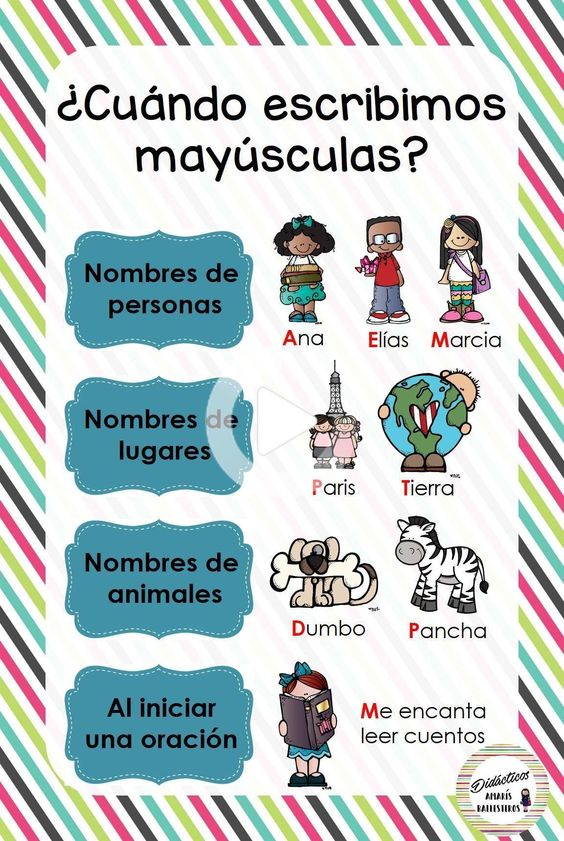 ¿Cuándo escribimos
mayúsculas?
Nombres de
personas
Ana
Elías
Marcia
Nombres de
lugares
Paris
Tierra
Nombres de
animales
Dumbo
Pancha
Al iniciar
una oración
Me encanta
leer cuentos
Didácticos
AMARÍS
BALLESTEROS